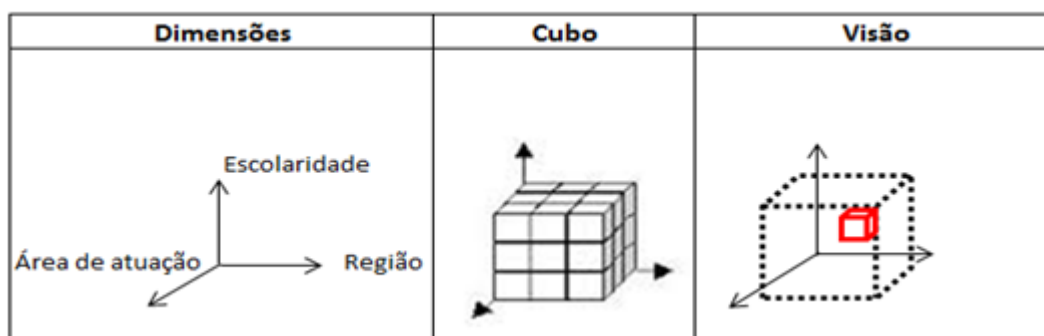 Dimensões
Cubo
Visão
Escolaridade
Área de atuação
Região